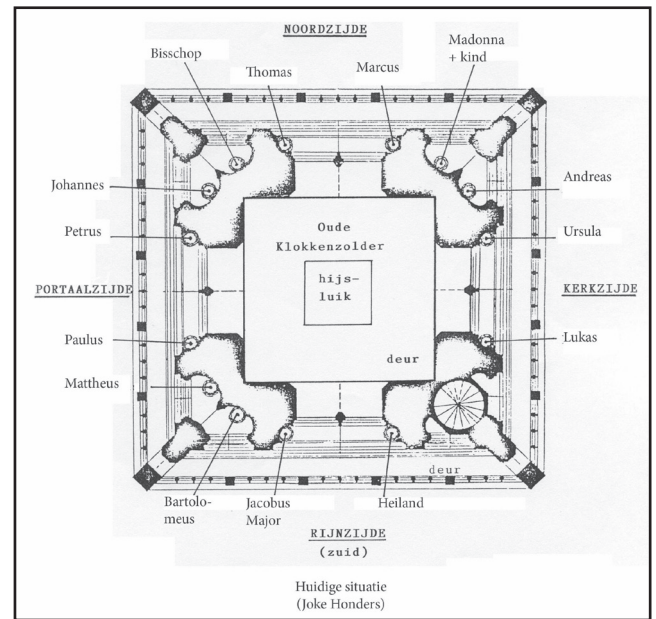 NOORDZIJDE
Bisschop
Thomas
Marcus
Madonna
+ kind
Johannes
Andreas
Petrus
Ursula
Oude
Klokkenzolder
hijs-
luik
PORTAALZIJDE
KERKZIJDE
Paulus
Lukas
deur
Mattheus
deur
Bartolo-
meus
Jacobus
Major
Heiland
RIJNZIJDE
(zuid)
Huidige situatie
(Joke Honders)